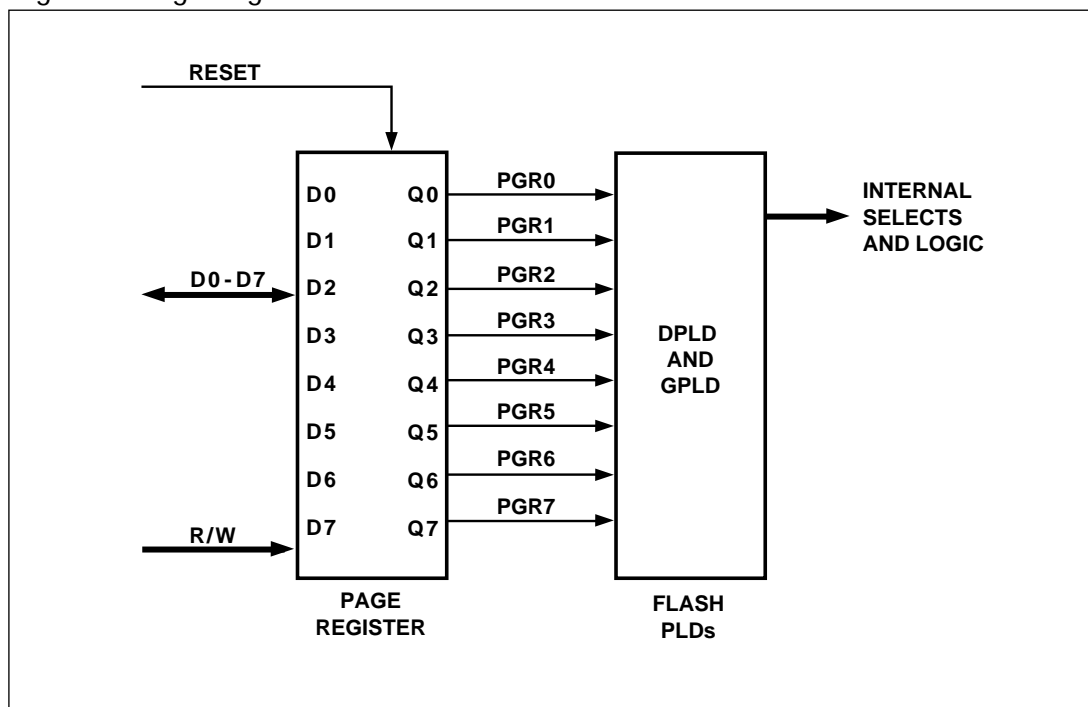 RESET
D0
Q0
PGR0
D1
Q1
PGR1
D0-D7
D2
Q2
PGR2
D3
Q3
PGR3
D4
Q4
PGR4
D5
Q5
PGR5
D6
Q6
PGR6
R/W
D7
Q7
PGR7
DPLD
AND
GPLD
INTERNAL
SELECTS
AND LOGIC
PAGE
REGISTER
FLASH
PLDs